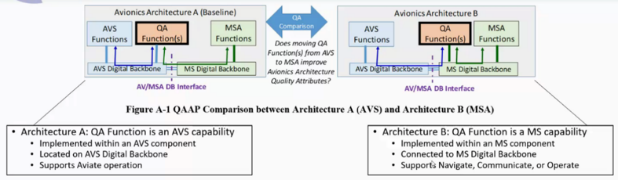 Avionics Architecture A (Baseline)
AVS
Functions
QA
Function(s)
MSA
Functions
AVS Digital Backbone
MS Digital Backbone
AV/MSA DB Interface
QA
Comparison
Does moving QA
Function(s) from AVS
to MSA improve
Avionics Architecture
Quality Attributes?
Avionics Architecture B
AVS
Functions
QA
Function(s)
MSA
Functions
AVS Digital Backbone
MS Digital Backbone
AV/MSA DB Interface
Figure A-1 QAAP Comparison between Architecture A (AVS) and Architecture B (MSA)
• Architecture A: QA Function is an AVS capability
• Implemented within an AVS component
• Located on AVS Digital Backbone
• Supports Aviate operation
• Architecture B: QA Function is a MS capability
• Implemented within an MS component
• Connected to MS Digital Backbone
• Supports Navigate, Communicate, or Operate